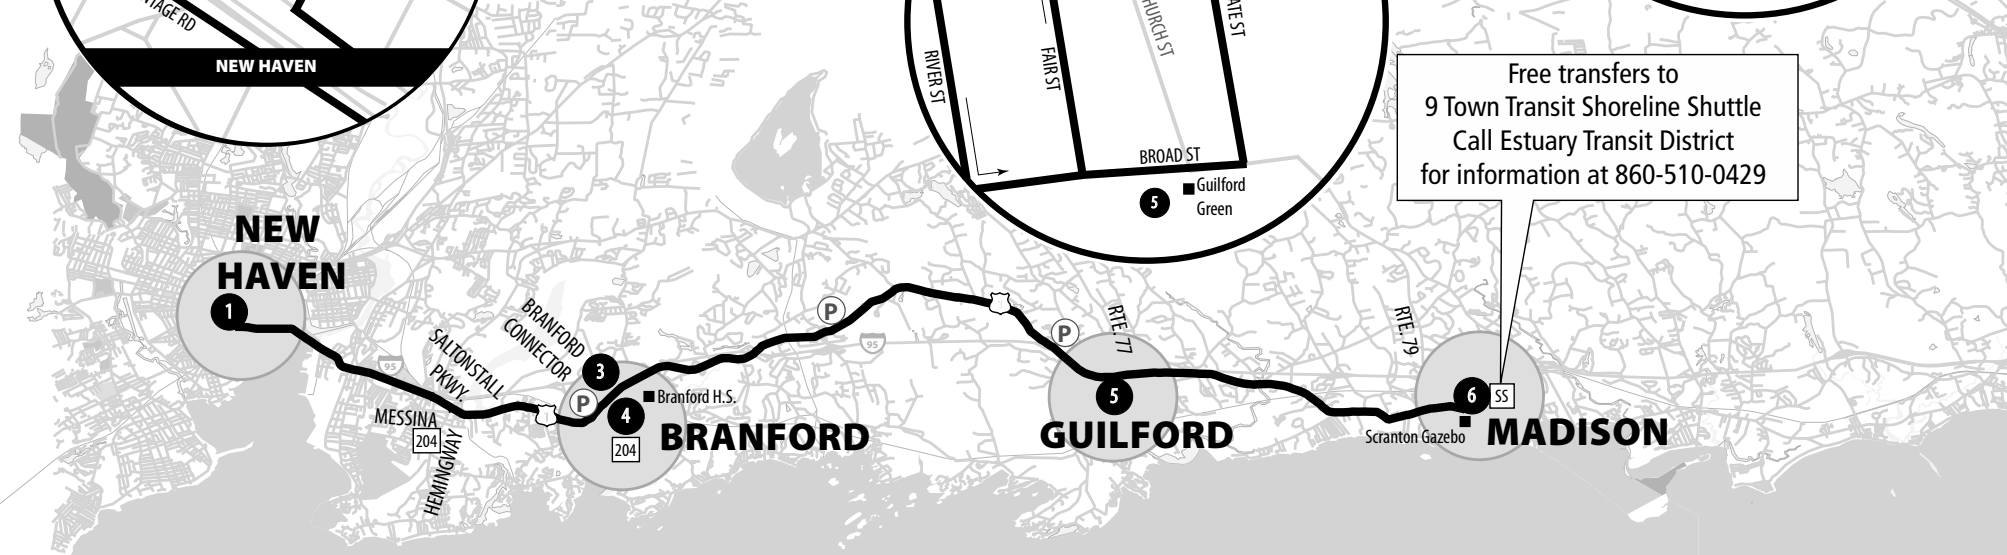 NEW HAVEN
RIVER ST
FAIR ST
BROAD ST
5
Guilford
Green
Free transfers to
9 Town Transit Shoreline Shuttle
Call Estuary Transit District
for information at 860-510-0429
NEW
HAVEN
1
95
SALTONSTALL
PKWY.
MESSINA
204
HEMINGWAY
BRANFORD
CONNECTOR
3
P
4
204
Branford H.S.
BRANFORD
P
95
P
RTE. 77
5
GUILFORD
RTE. 79
6
SS
Scranton Gazebo
MADISON